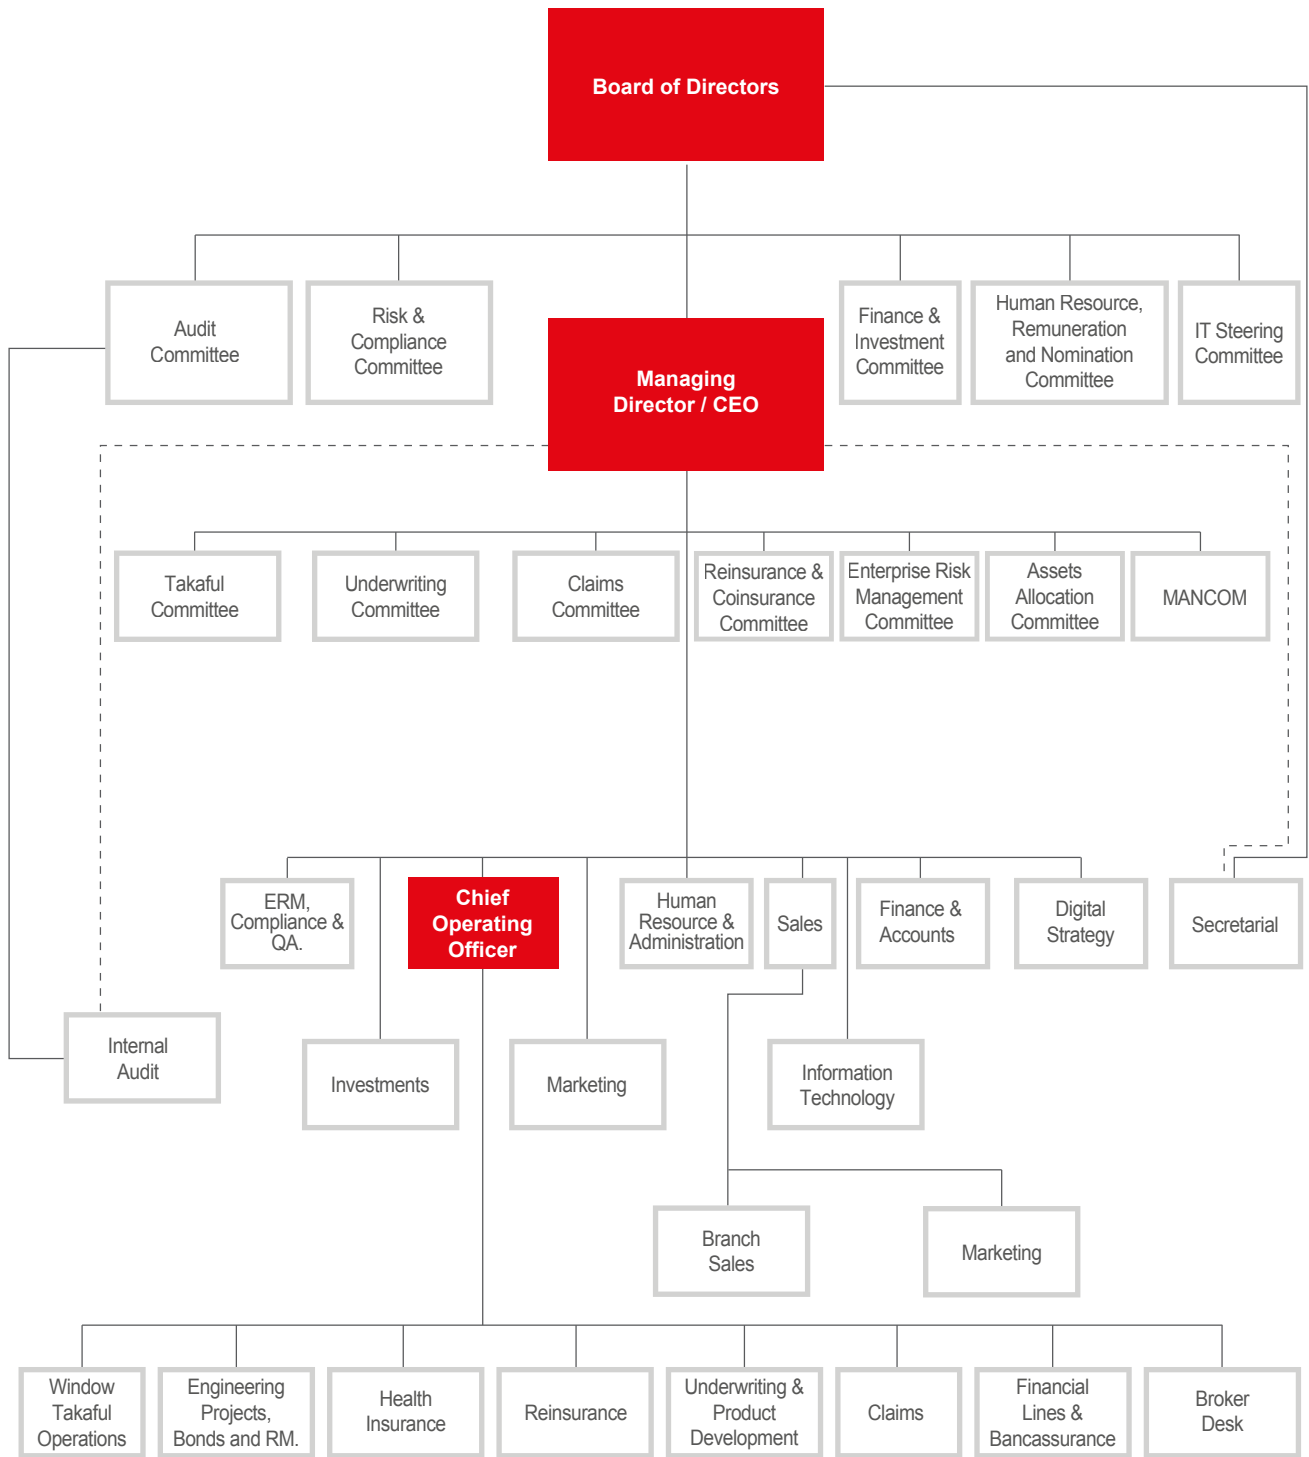 Board of Directors
Audit
Committee
Risk &
Compliance
Committee
Managing
Director / CEO
Finance &
Investment
Committee
Human Resource,
Remuneration
and Nomination
Committee
IT Steering
Committee
Takaful
Committee
Underwriting
Committee
Claims
Committee
Reinsurance &
Coinsurance
Committee
Enterprise Risk
Management
Committee
Assets
Allocation
Committee
MANCOM
ERM,
Compliance &
QA.
Chief
Operating
Officer
Human
Resource &
Administration
Sales
Finance &
Accounts
Digital
Strategy
Secretarial
Internal
Audit
Investments
Marketing
Information
Technology
Branch
Sales
Marketing
Window
Takaful
Operations
Engineering
Projects,
Bonds and RM.
Health
Insurance
Reinsurance
Underwriting &
Product
Development
Claims
Financial
Lines &
Bancassurance
Broker
Desk